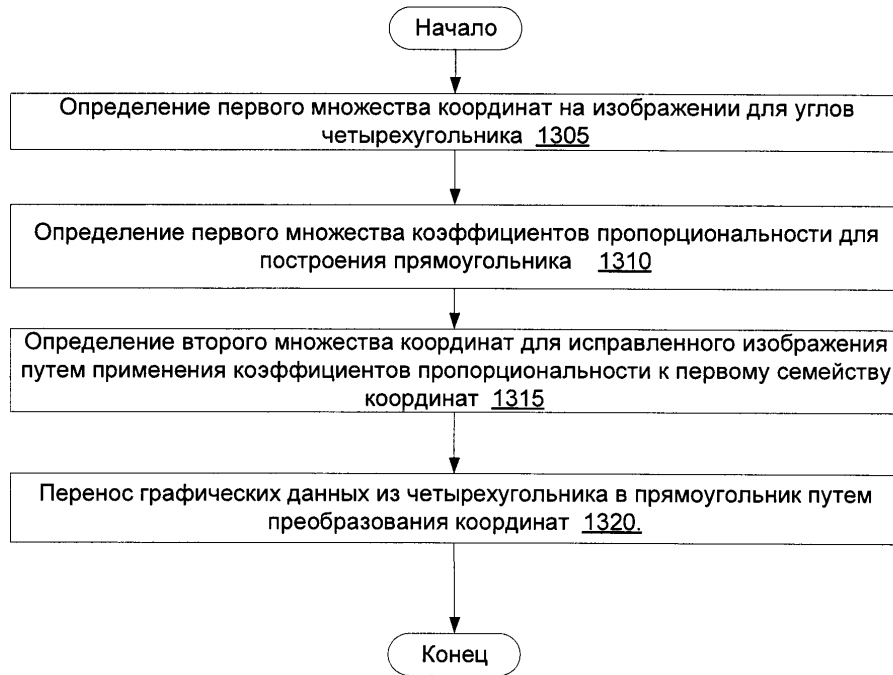 Начало
Определение первого множества координат на изображении для углов
четырехугольника 1305
Определение первого множества коэффициентов пропорциональности для
построения прямоугольника 1310
Определение второго множества координат для исправленного изображения
путем применения коэффициентов пропорциональности к первому семейству
координат 1315
Перенос графических данных из четырехугольника в прямоугольник путем
преобразования координат 1320.
Конец